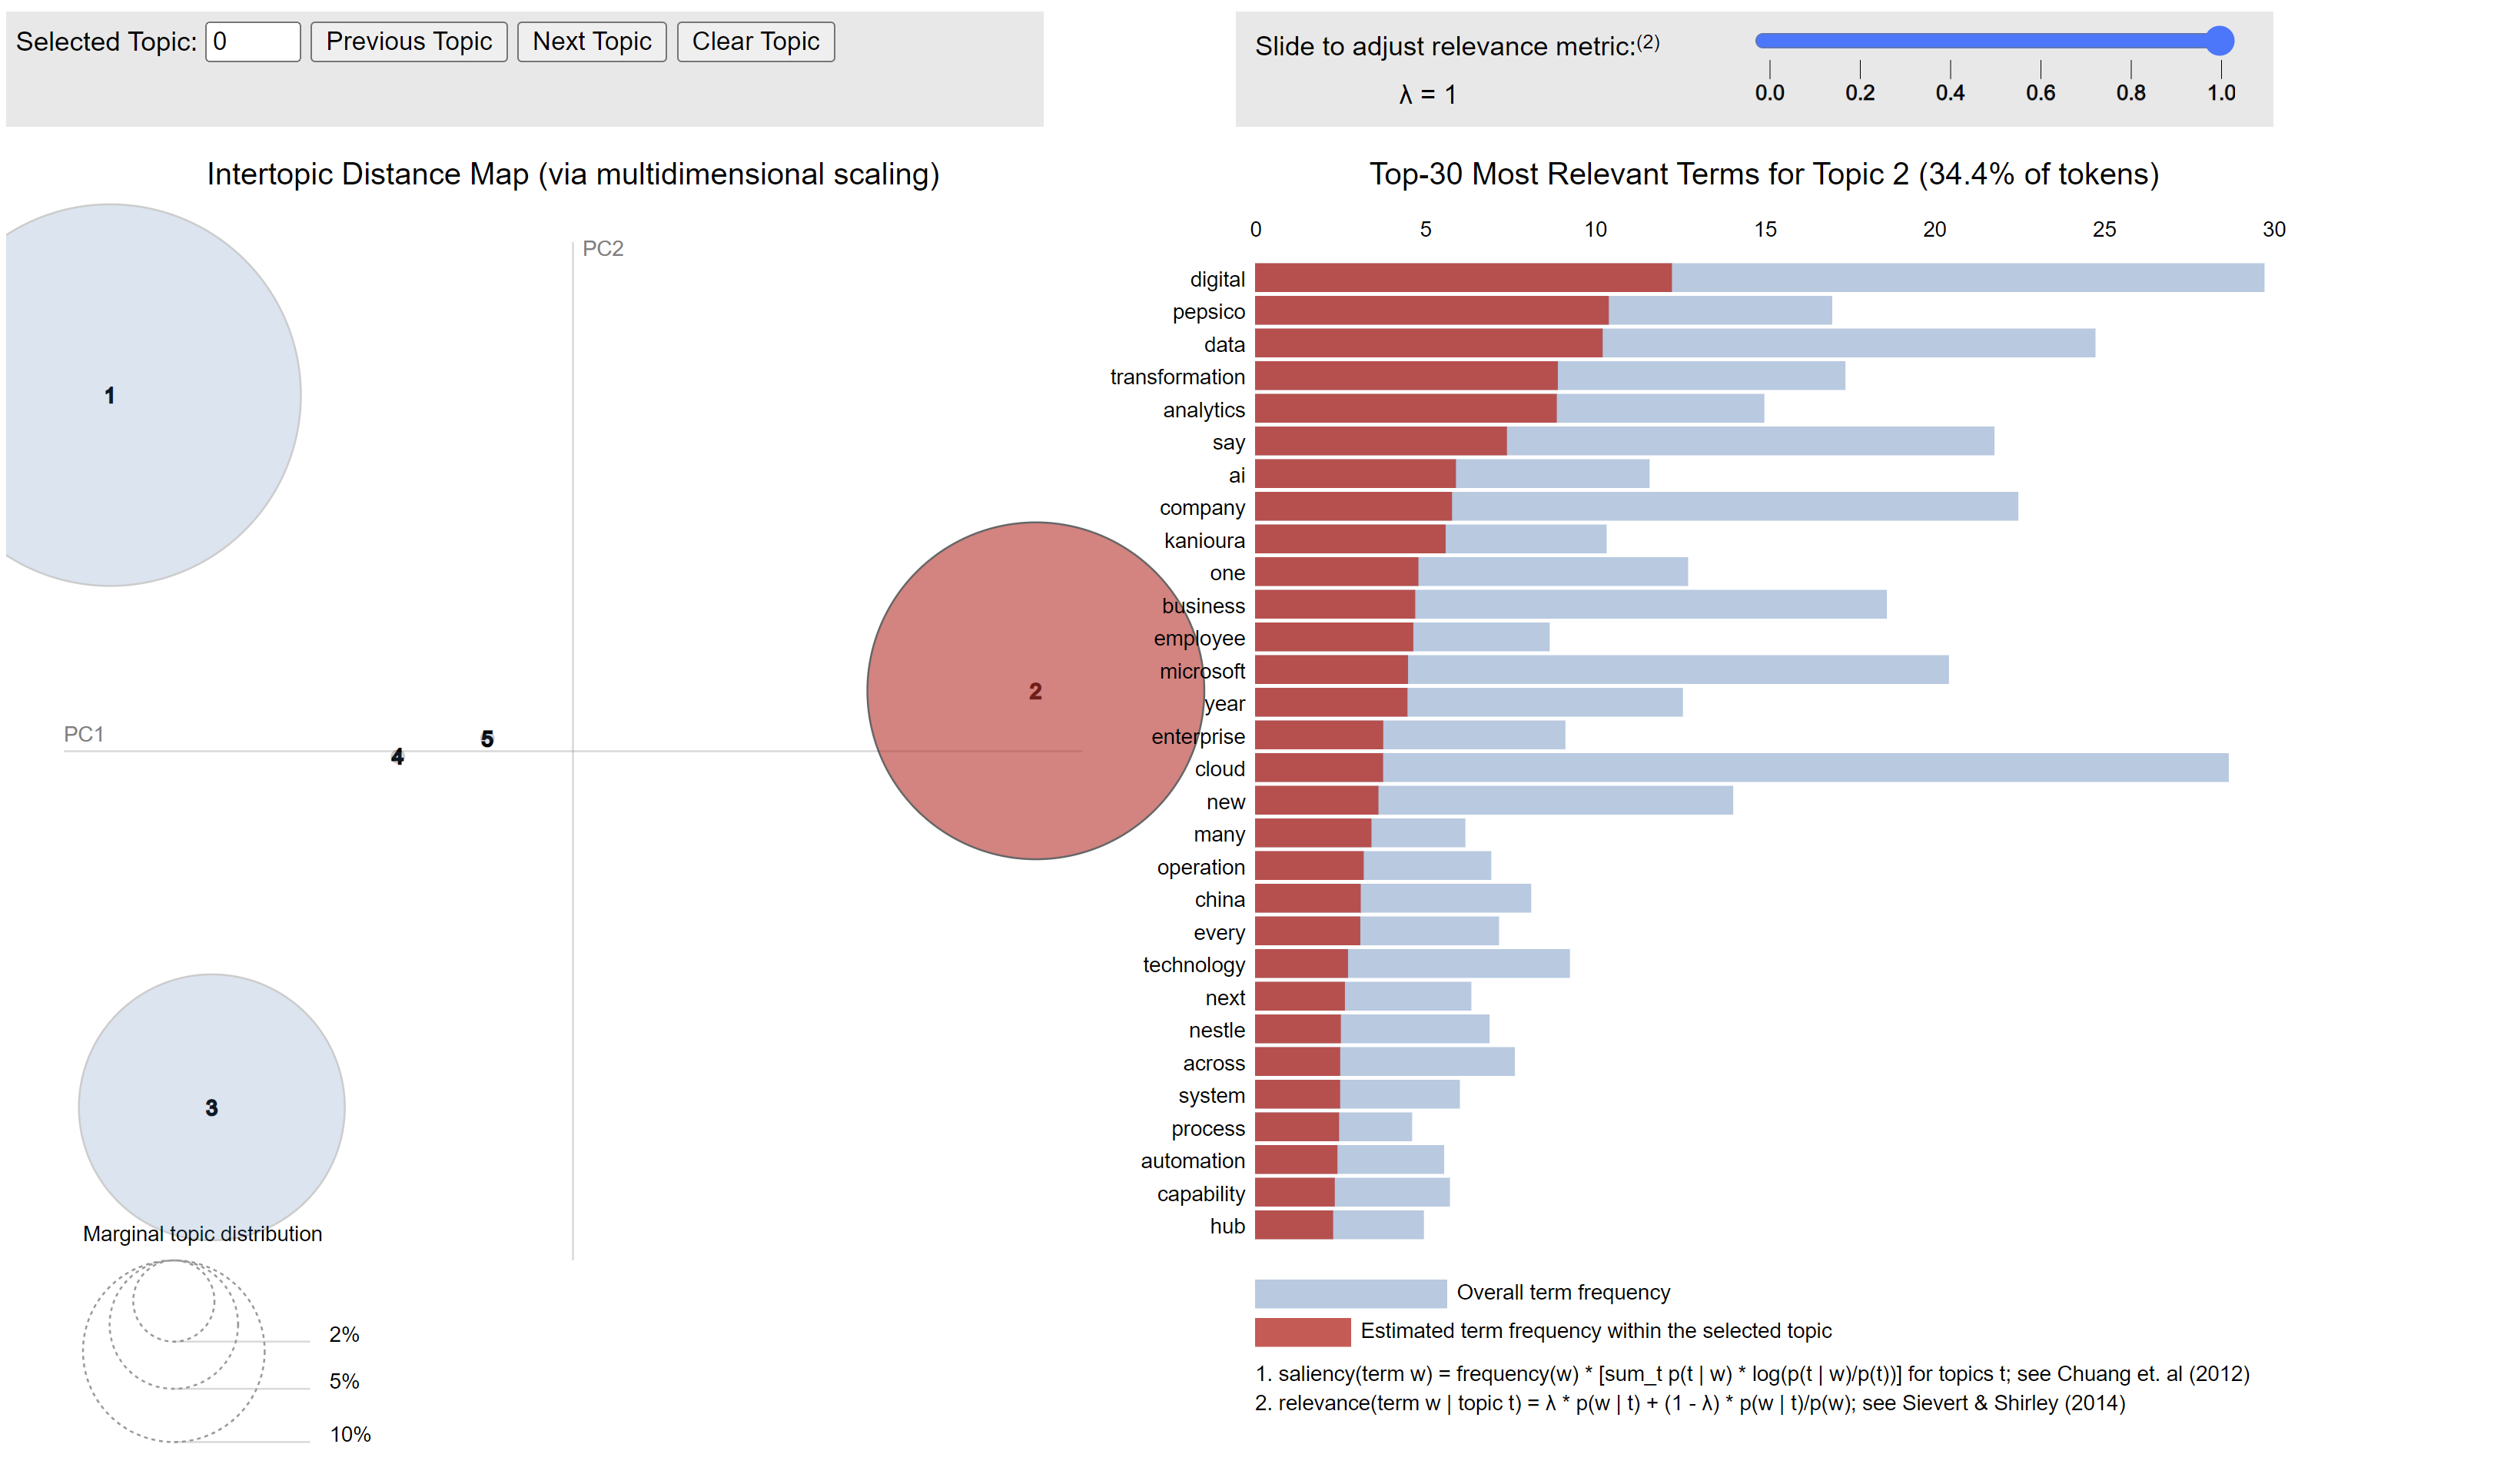 Selected Topic: 0 Previous Topic Next Topic Clear Topic
Slide to adjust relevance metric:(2)
λ = 1
0.0 0.2 0.4 0.6 0.8 1.0
Intertopic Distance Map (via multidimensional scaling)
PC2
PC1
1
2
5
4
3
Marginal topic distribution
2%
5%
10%
Top-30 Most Relevant Terms for Topic 2 (34.4% of tokens)
0 5 10 15 20 25 30
digital
pepsico
data
transformation
analytics
say
ai
company
kanioura
one
business
employee
microsoft
year
enterprise
cloud
new
many
operation
china
every
technology
next
nestle
across
system
process
automation
capability
hub
Overall term frequency
Estimated term frequency within the selected topic
1. saliency(term w) = frequency(w) * [sum_t p(t | w) * log(p(t | w)/p(t))] for topics t; see Chuang et. al (2012)
2. relevance(term w | topic t) = λ * p(w | t) + (1 - λ) * p(w | t)/p(w); see Sievert & Shirley (2014)